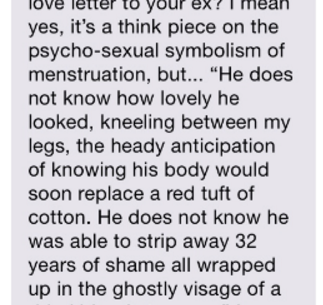 love letter to your ex? I mean
yes, it's a think piece on the
psycho-sexual symbolism of
menstruation, but... “He does
not know how lovely he
looked, kneeling between my
legs, the heady anticipation
of knowing his body would
soon replace a red tuft of
cotton. He does not know he
was able to strip away 32
years of shame all wrapped
up in the ghostly visage of a